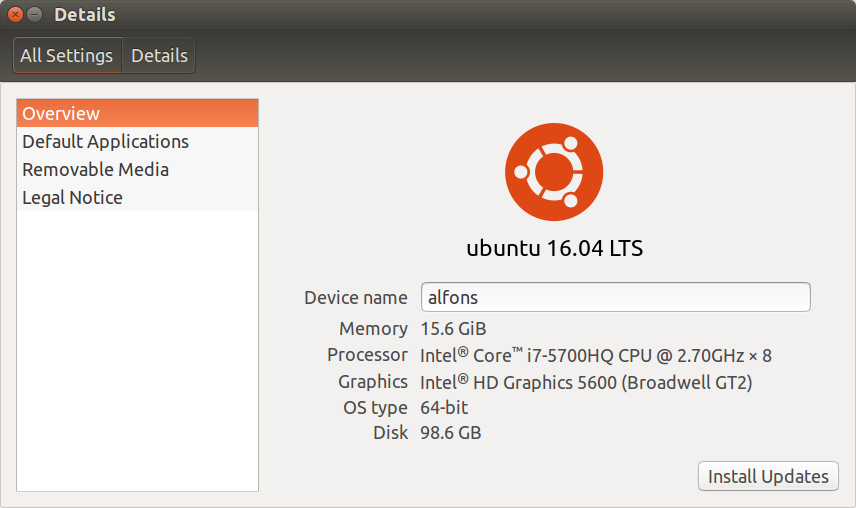 Details
All Settings Details
Overview
Default Applications
Removable Media
Legal Notice
ubuntu 16.04 LTS
Device name alfons
Memory 15.6 GiB
Processor Intel® Core™ i7-5700HQ CPU @ 2.70GHz × 8
Graphics Intel® HD Graphics 5600 (Broadwell GT2)
OS type 64-bit
Disk 98.6 GB
Install Updates